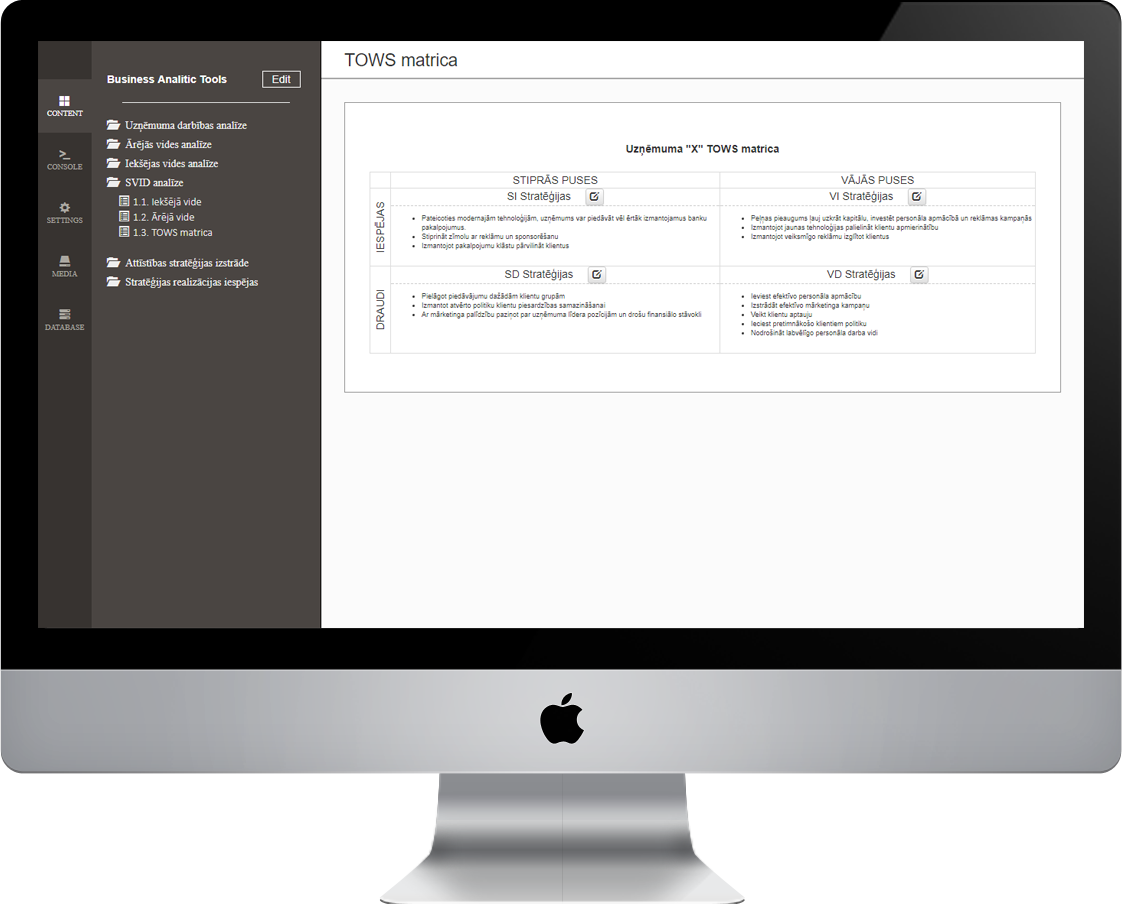 CONTENT
CONSOLE
SETTINGS
MEDIA
DATABASE
Business Analitic Tools
Edit
Uzņēmuma darbības analīze
Ārējās vides analīze
Iekšējas vides analīze
SVID analīze
1.1. Iekšējā vide
1.2. Ārējā vide
1.3. TOWS matrica
Attīstības stratēģijas izstrāde
Stratēģijas realizācijas iespējas
TOWS matrica
Uzņēmuma "X" TOWS matrica
STIPRĀS PUSES
VĀJĀS PUSES
IESPĒJAS
SI Stratēģijas
Pateicoties modernajām tehnoloģijām, uzņēmums var piedāvāt vēl ērtāk izmantojamus banku
pakalpojumus.
Stiprināt zīmolu ar reklāmu un sponsorēšanu
Izmantojot pakalpojumu klāstu pārvilināt klientus
VI Stratēģijas
Peļņas pieaugums ļauj uzkrāt kapitālu, investēt personāla apmācībā un reklāmas kampaņās
Izmantojot jaunas tehnoloģijas palielināt klientu apmierinātību
Izmantojot veiksmīgo reklāmu izglītot klientus
DRAUDI
SD Stratēģijas
Pielāgot piedāvājumu dažādām klientu grupām
Izmantot atvērto politiku klientu piesardzības samazināšanai
Ar mārketinga palīdzību paziņot par uzņēmuma līdera pozīcijām un drošu finansiālo stāvokli
VD Stratēģijas
Ieviest efektīvo personāla apmācību
Izstrādāt efektīvo mārketinga kampaņu
Veikt klientu aptauju
Ieciest pretimnākošo klientiem politiku
Nodrošināt labvēlīgo personāla darba vidi